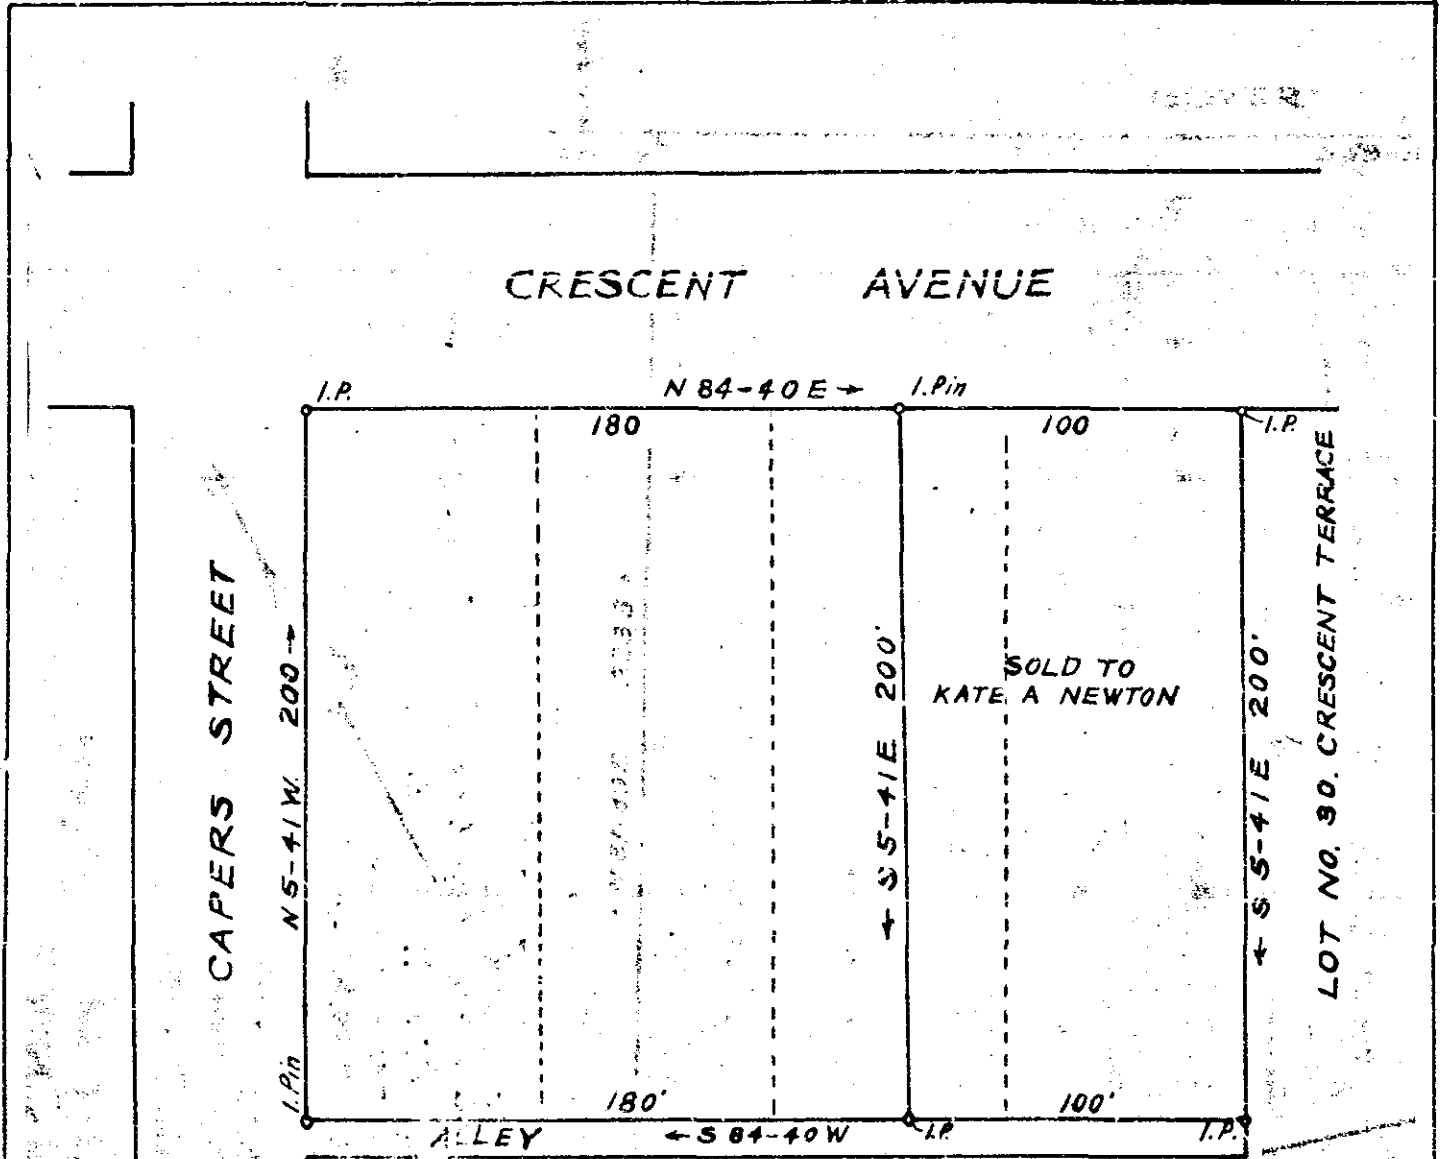 CRESCENT AVENUE
I.P.
N 84-40 E →
I.Pin
180
100
I.P.
CAPERS STREET
N 5-41 W. 200 →
← S 5-41 E 200'
SOLD TO
KATE A NEWTON
← S 5-41 E 200'
LOT NO. 30. CRESCENT TERRACE
I.Pin
180'
100'
ALLEY
← S 84-40 W
I.P.
I.P.